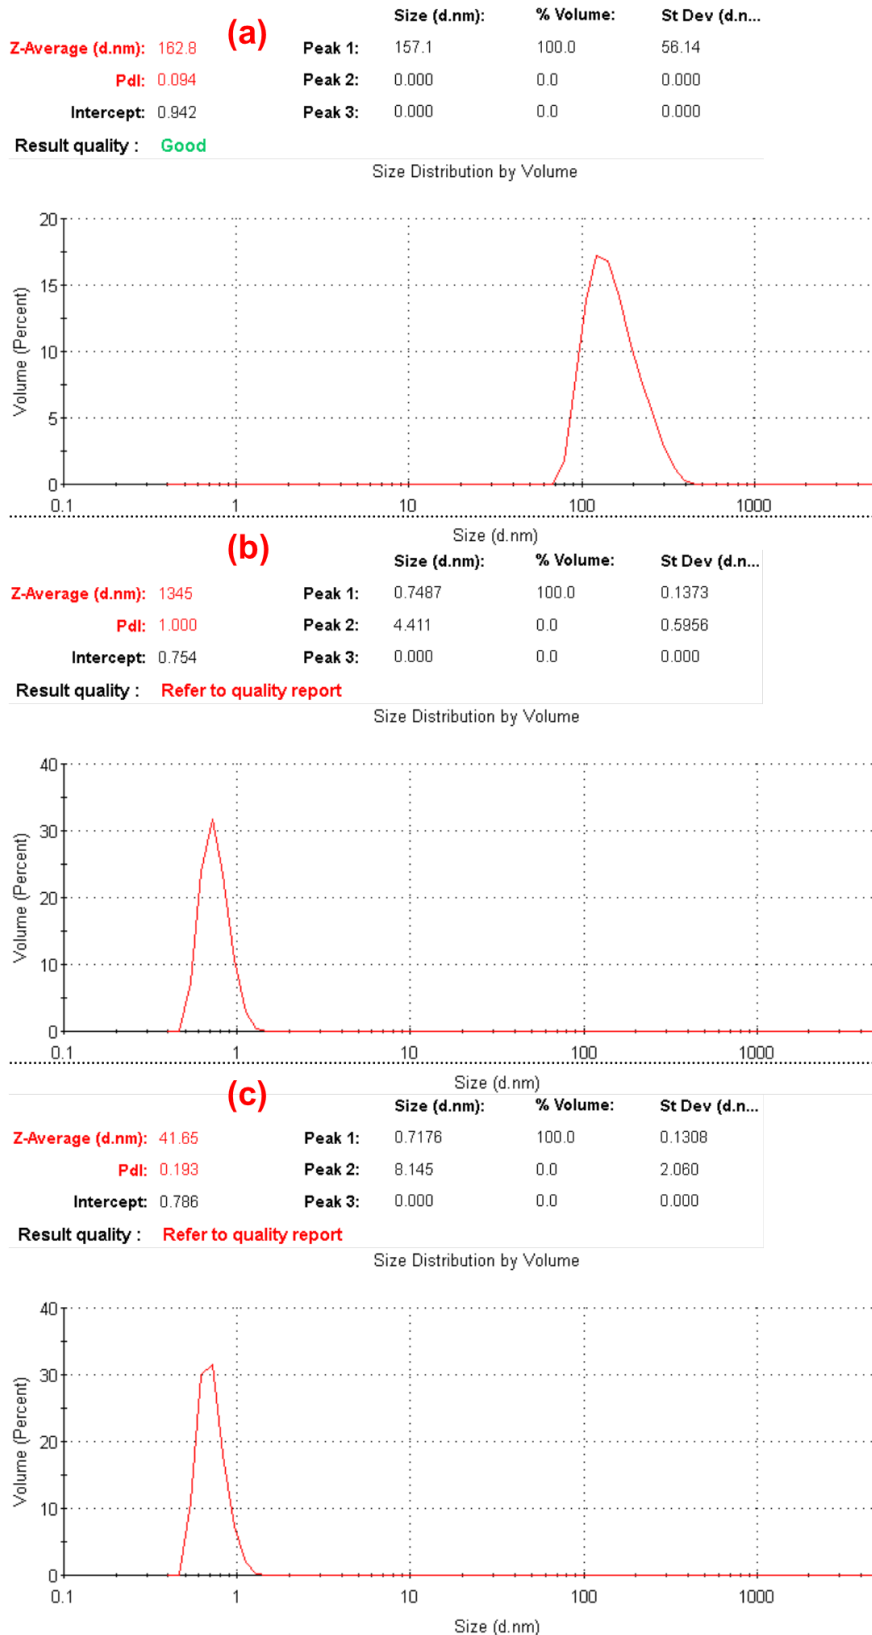 Size (d.nm): % Volume: St Dev (d.n...
(a)
Z-Average (d.nm): 162.8 Peak 1: 157.1 100.0 56.14
PdI: 0.094 Peak 2: 0.000 0.0 0.000
Intercept: 0.942 Peak 3: 0.000 0.0 0.000
Result quality : Good
Size Distribution by Volume
Volume (Percent)
20
15
10
5
0
0.1 1 10 100 1000
Size (d.nm)
(b)
Size (d.nm): % Volume: St Dev (d.n...
Z-Average (d.nm): 1345 Peak 1: 0.7487 100.0 0.1373
PdI: 1.000 Peak 2: 4.411 0.0 0.5956
Intercept: 0.754 Peak 3: 0.000 0.0 0.000
Result quality : Refer to quality report
Size Distribution by Volume
Volume (Percent)
40
30
20
10
0
0.1 1 10 100 1000
Size (d.nm)
(c)
Size (d.nm): % Volume: St Dev (d.n...
Z-Average (d.nm): 41.65 Peak 1: 0.7176 100.0 0.1308
PdI: 0.193 Peak 2: 8.145 0.0 2.060
Intercept: 0.786 Peak 3: 0.000 0.0 0.000
Result quality : Refer to quality report
Size Distribution by Volume
Volume (Percent)
40
30
20
10
0
0.1 1 10 100 1000
Size (d.nm)